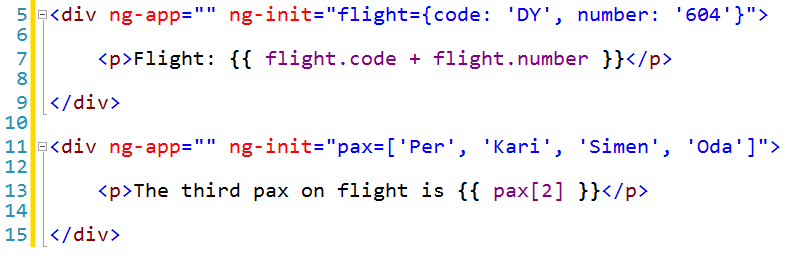 5 <div ng-app="" ng-init="flight={code: 'DY', number: '604'}">
6
7 <p>Flight: {{ flight.code + flight.number }}</p>
8
9 </div>
10
11 <div ng-app="" ng-init="pax=['Per', 'Kari', 'Simen', 'Oda']">
12
13 <p>The third pax on flight is {{ pax[2] }}</p>
14
15 </div>